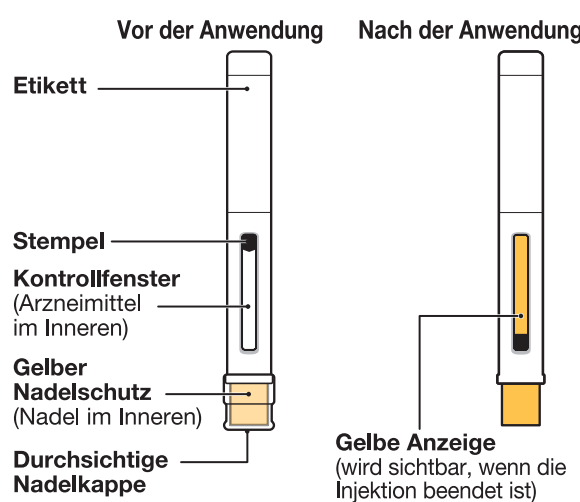 Vor der Anwendung
Etikett
Stempel
Kontrollfenster
(Arzneimittel
im Inneren)
Gelber
Nadelschutz
(Nadel im Inneren)
Durchsichtige
Nadelkappe
Nach der Anwendung
Gelbe Anzeige
(wird sichtbar, wenn die
Injektion beendet ist)